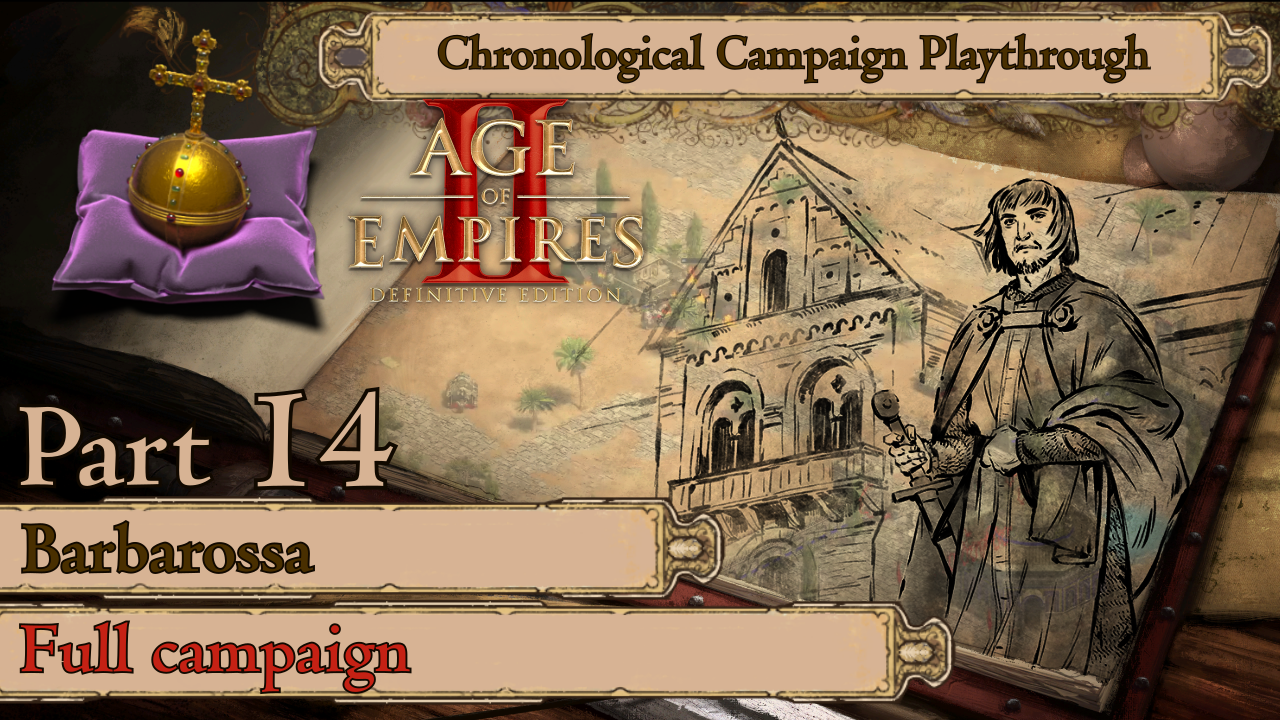 Chronological Campaign Playthrough
II
AGE
OF
EMPIRES
DEFINITIVE EDITION
Part 14
Barbarossa
Full campaign